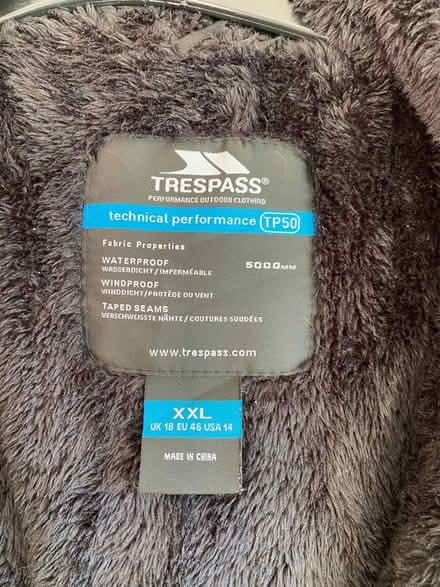 TRESPASS®
PERFORMANCE OUTDOOR CLOTHING
technical performance TP50
Fabric Properties
WATERPROOF 5000MM
WASSERDICHT/IMPERMÉABLE
WINDPROOF
WINDDICHT/PROTÈGE DU VENT
TAPED SEAMS
VERSCHWEISSTE NÄHTE/COUTURES SOUDÉES
www.trespass.com
XXL
UK 18 EU 46 USA 14
MADE IN CHINA